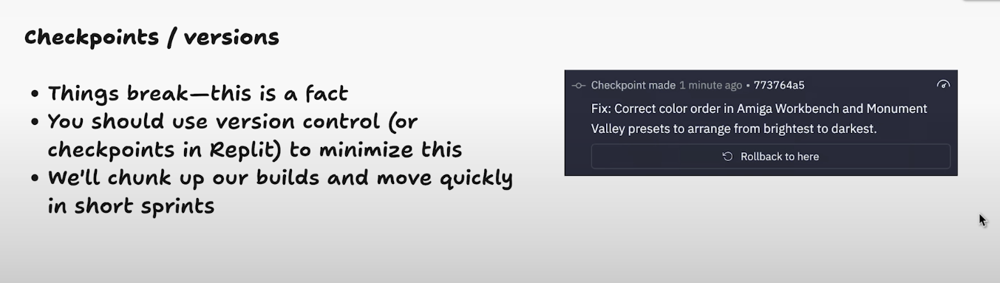 Checkpoints / versions
• Things break—this is a fact
• You should use version control (or
checkpoints in Replit) to minimize this
• We'll chunk up our builds and move quickly
in short sprints
Checkpoint made 1 minute ago • 773764a5
Fix: Correct color order in Amiga Workbench and Monument
Valley presets to arrange from brightest to darkest.
Rollback to here